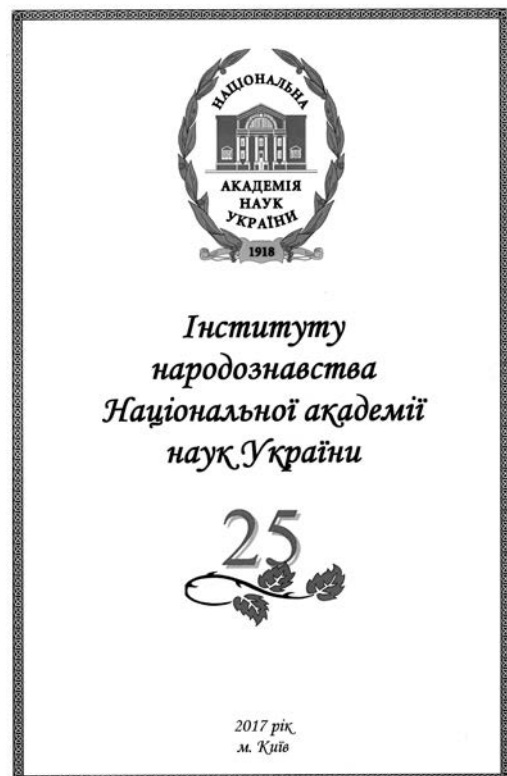 НАЦІОНАЛЬНА
АКАДЕМІЯ
НАУК
УКРАЇНИ
1918
Інституту
народознавства
Національної академії
наук України
25
2017 рік
м. Київ